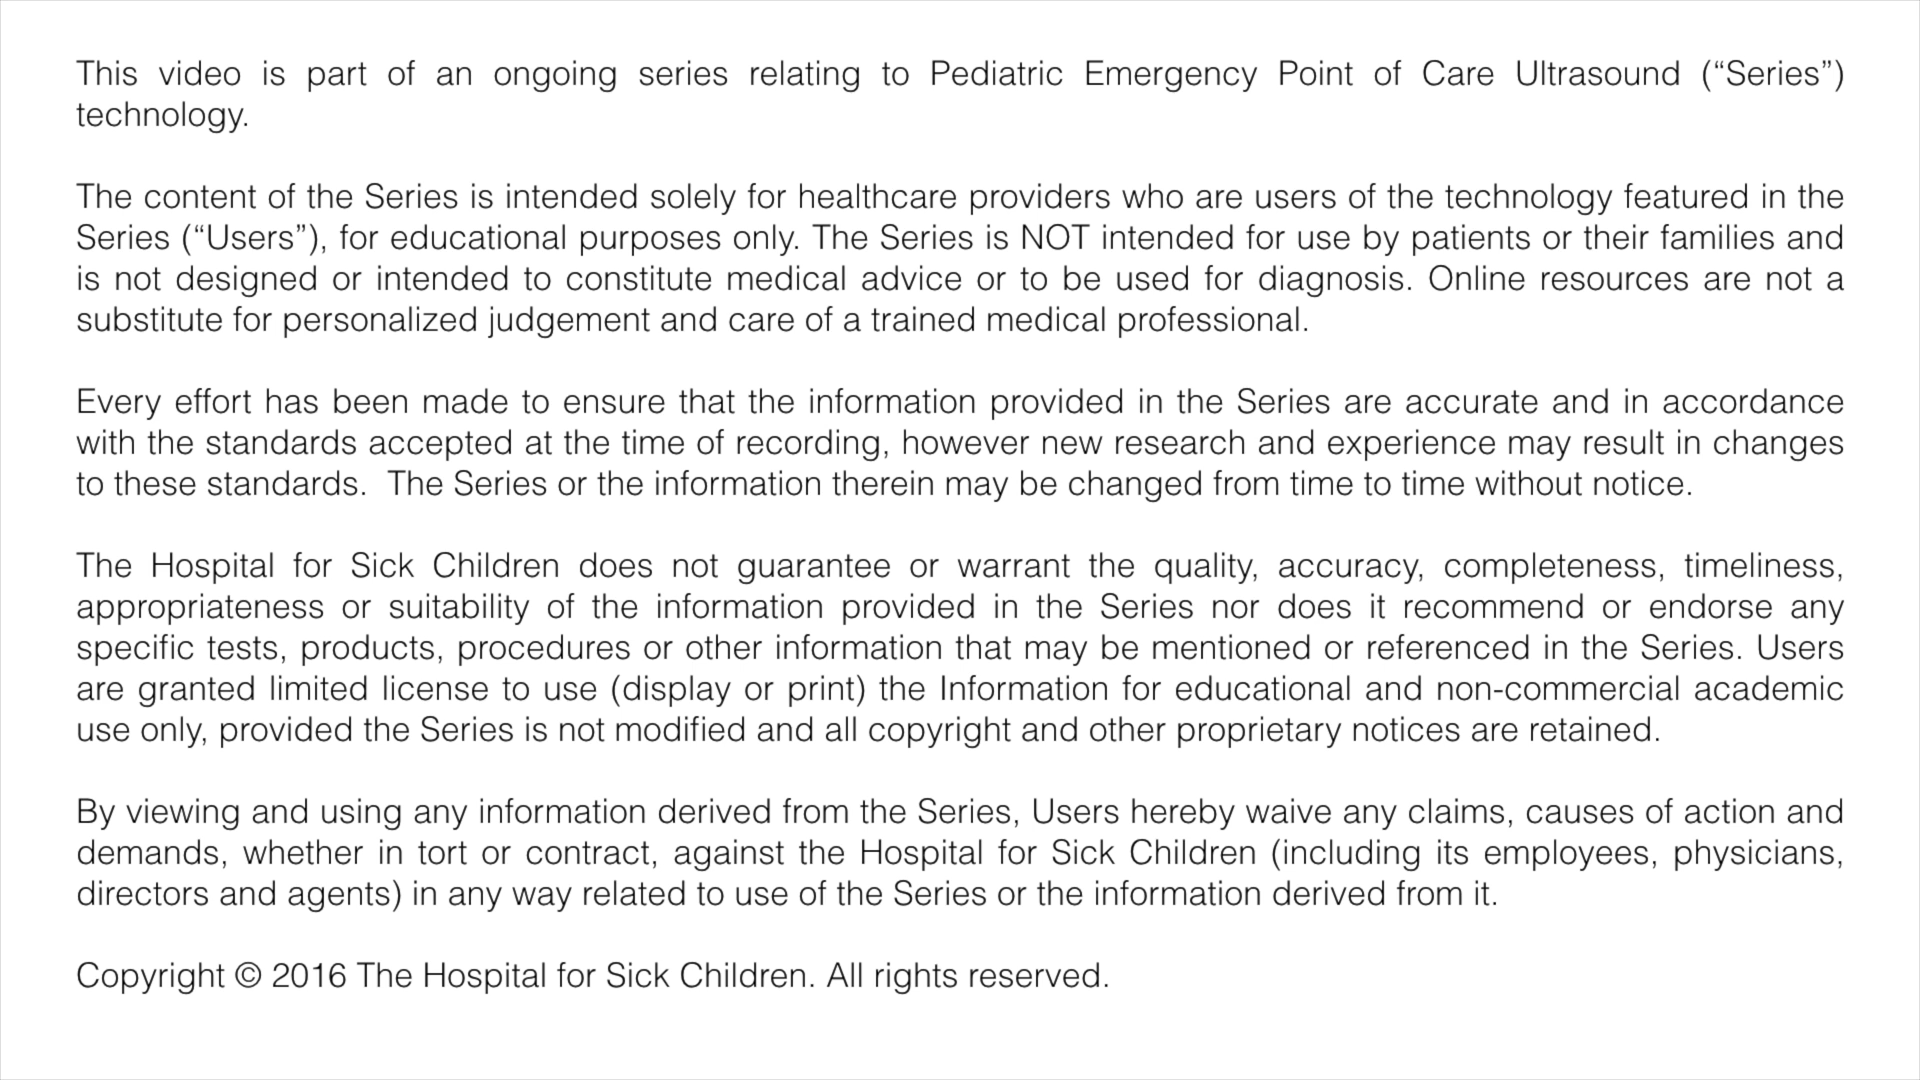 This video is part of an ongoing series relating to Pediatric Emergency Point of Care Ultrasound (“Series”)
technology.
The content of the Series is intended solely for healthcare providers who are users of the technology featured in the
Series (“Users”), for educational purposes only. The Series is NOT intended for use by patients or their families and
is not designed or intended to constitute medical advice or to be used for diagnosis. Online resources are not a
substitute for personalized judgement and care of a trained medical professional.
Every effort has been made to ensure that the information provided in the Series are accurate and in accordance
with the standards accepted at the time of recording, however new research and experience may result in changes
to these standards.  The Series or the information therein may be changed from time to time without notice.
The Hospital for Sick Children does not guarantee or warrant the quality, accuracy, completeness, timeliness,
appropriateness or suitability of the information provided in the Series nor does it recommend or endorse any
specific tests, products, procedures or other information that may be mentioned or referenced in the Series. Users
are granted limited license to use (display or print) the Information for educational and non-commercial academic
use only, provided the Series is not modified and all copyright and other proprietary notices are retained.
By viewing and using any information derived from the Series, Users hereby waive any claims, causes of action and
demands, whether in tort or contract, against the Hospital for Sick Children (including its employees, physicians,
directors and agents) in any way related to use of the Series or the information derived from it.
Copyright © 2016 The Hospital for Sick Children. All rights reserved.